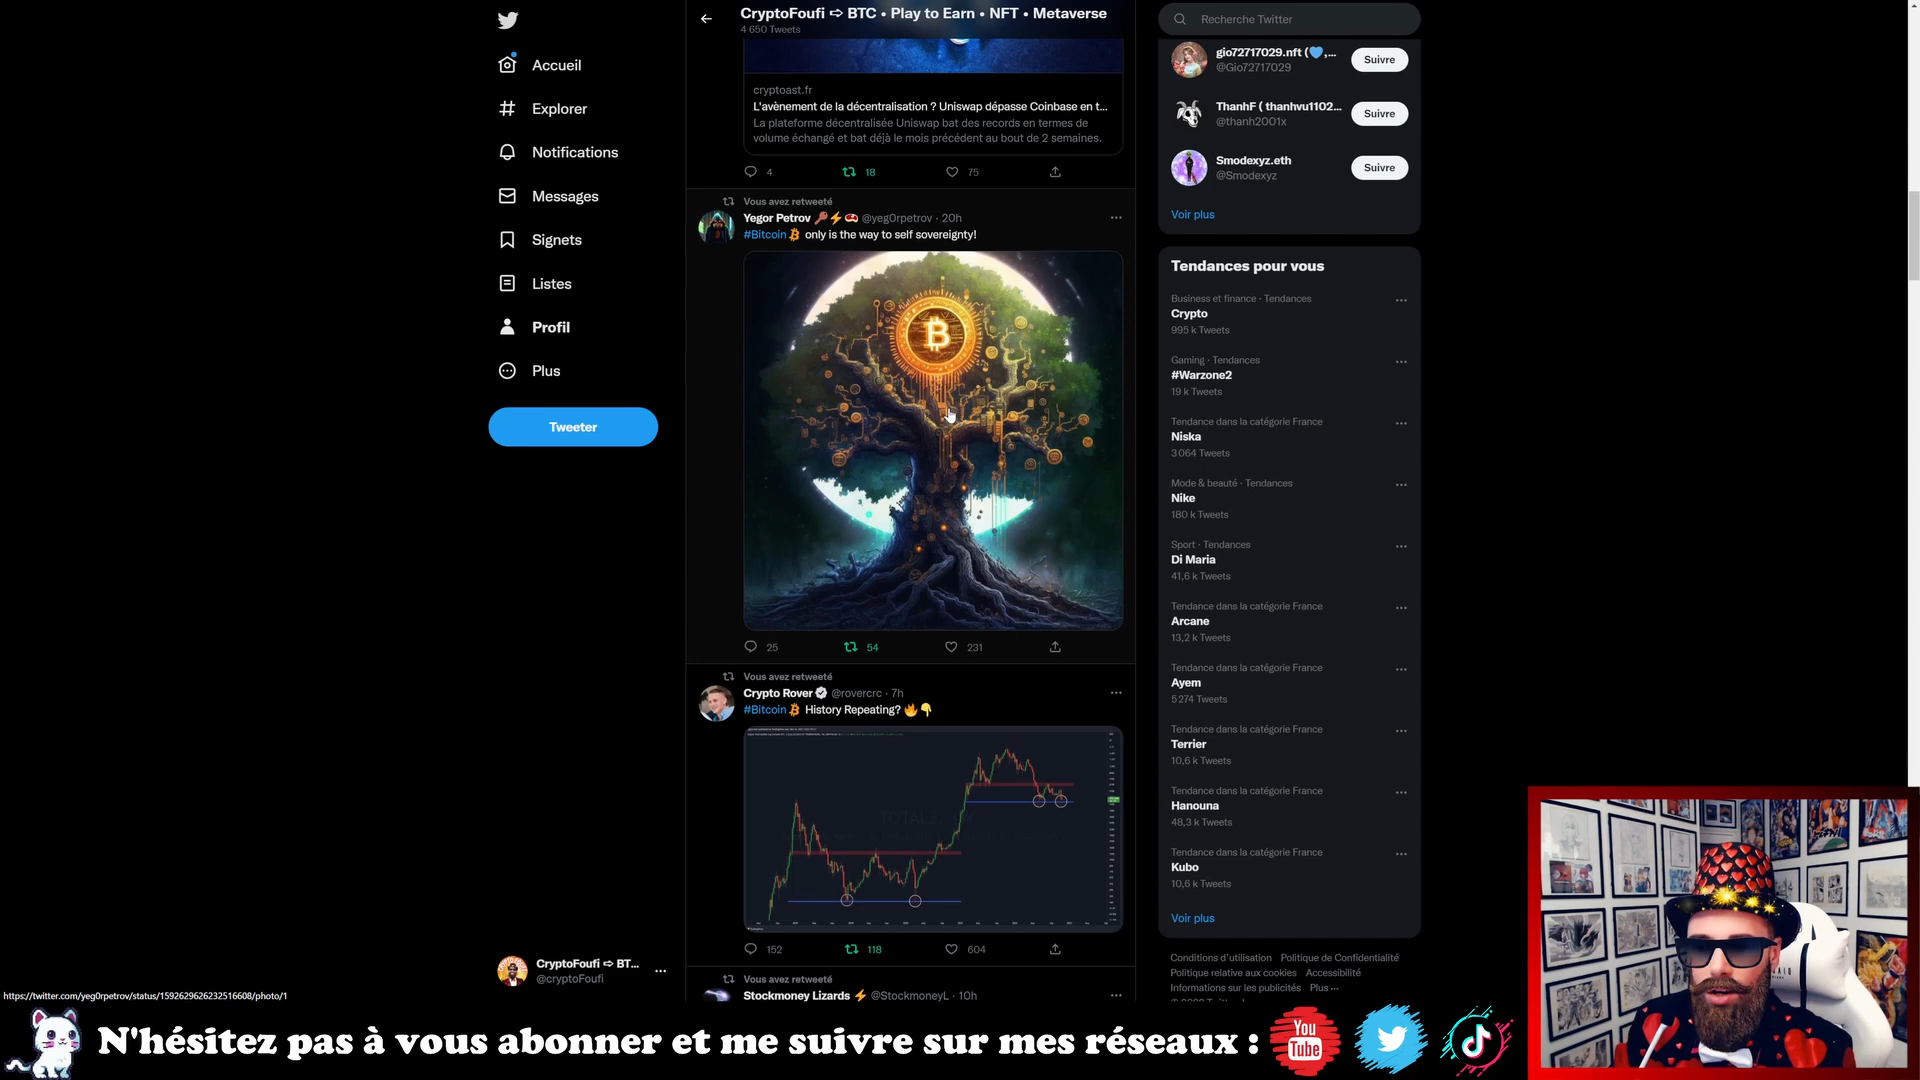 CryptoFoufi ➪ BTC • Play to Earn • NFT • Metaverse
4 650 Tweets
Accueil
Explorer
Notifications
Messages
Signets
Listes
Profil
Plus
Tweeter
CryptoFoufi ➪ BT...
@cryptoFoufi
cryptoast.fr
L'avènement de la décentralisation ? Uniswap dépasse Coinbase en t...
La plateforme décentralisée Uniswap bat des records en termes de
volume échangé et bat déjà le mois précédent au bout de 2 semaines.
4 18 75
Vous avez retweeté
Yegor Petrov @yeg0rpetrov · 20h
#Bitcoin only is the way to self sovereignty!
25 54 231
Vous avez retweeté
Crypto Rover @rovercrc · 7h
#Bitcoin History Repeating? 🔥👇
152 118 604
Vous avez retweeté
Stockmoney Lizards ⚡ @StockmoneyL · 10h
Recherche Twitter
gio72717029.nft (💙,...
@Gio72717029
Suivre
ThanhF ( thanhvu1102...
@thanh2001x
Suivre
Smodexyz.eth
@Smodexyz
Suivre
Voir plus
Tendances pour vous
Business et finance · Tendances
Crypto
995 k Tweets
Gaming · Tendances
#Warzone2
19 k Tweets
Tendance dans la catégorie France
Niska
3 064 Tweets
Mode & beauté · Tendances
Nike
180 k Tweets
Sport · Tendances
Di Maria
41,6 k Tweets
Tendance dans la catégorie France
Arcane
13,2 k Tweets
Tendance dans la catégorie France
Ayem
5 274 Tweets
Tendance dans la catégorie France
Terrier
10,6 k Tweets
Tendance dans la catégorie France
Hanouna
48,3 k Tweets
Tendance dans la catégorie France
Kubo
10,6 k Tweets
Voir plus
Conditions d'utilisation Politique de Confidentialité
Politique relative aux cookies Accessibilité
Informations sur les publicités Plus ···
https://twitter.com/yeg0rpetrov/status/1592629626232516608/photo/1
N'hésitez pas à vous abonner et me suivre sur mes réseaux :
You
Tube